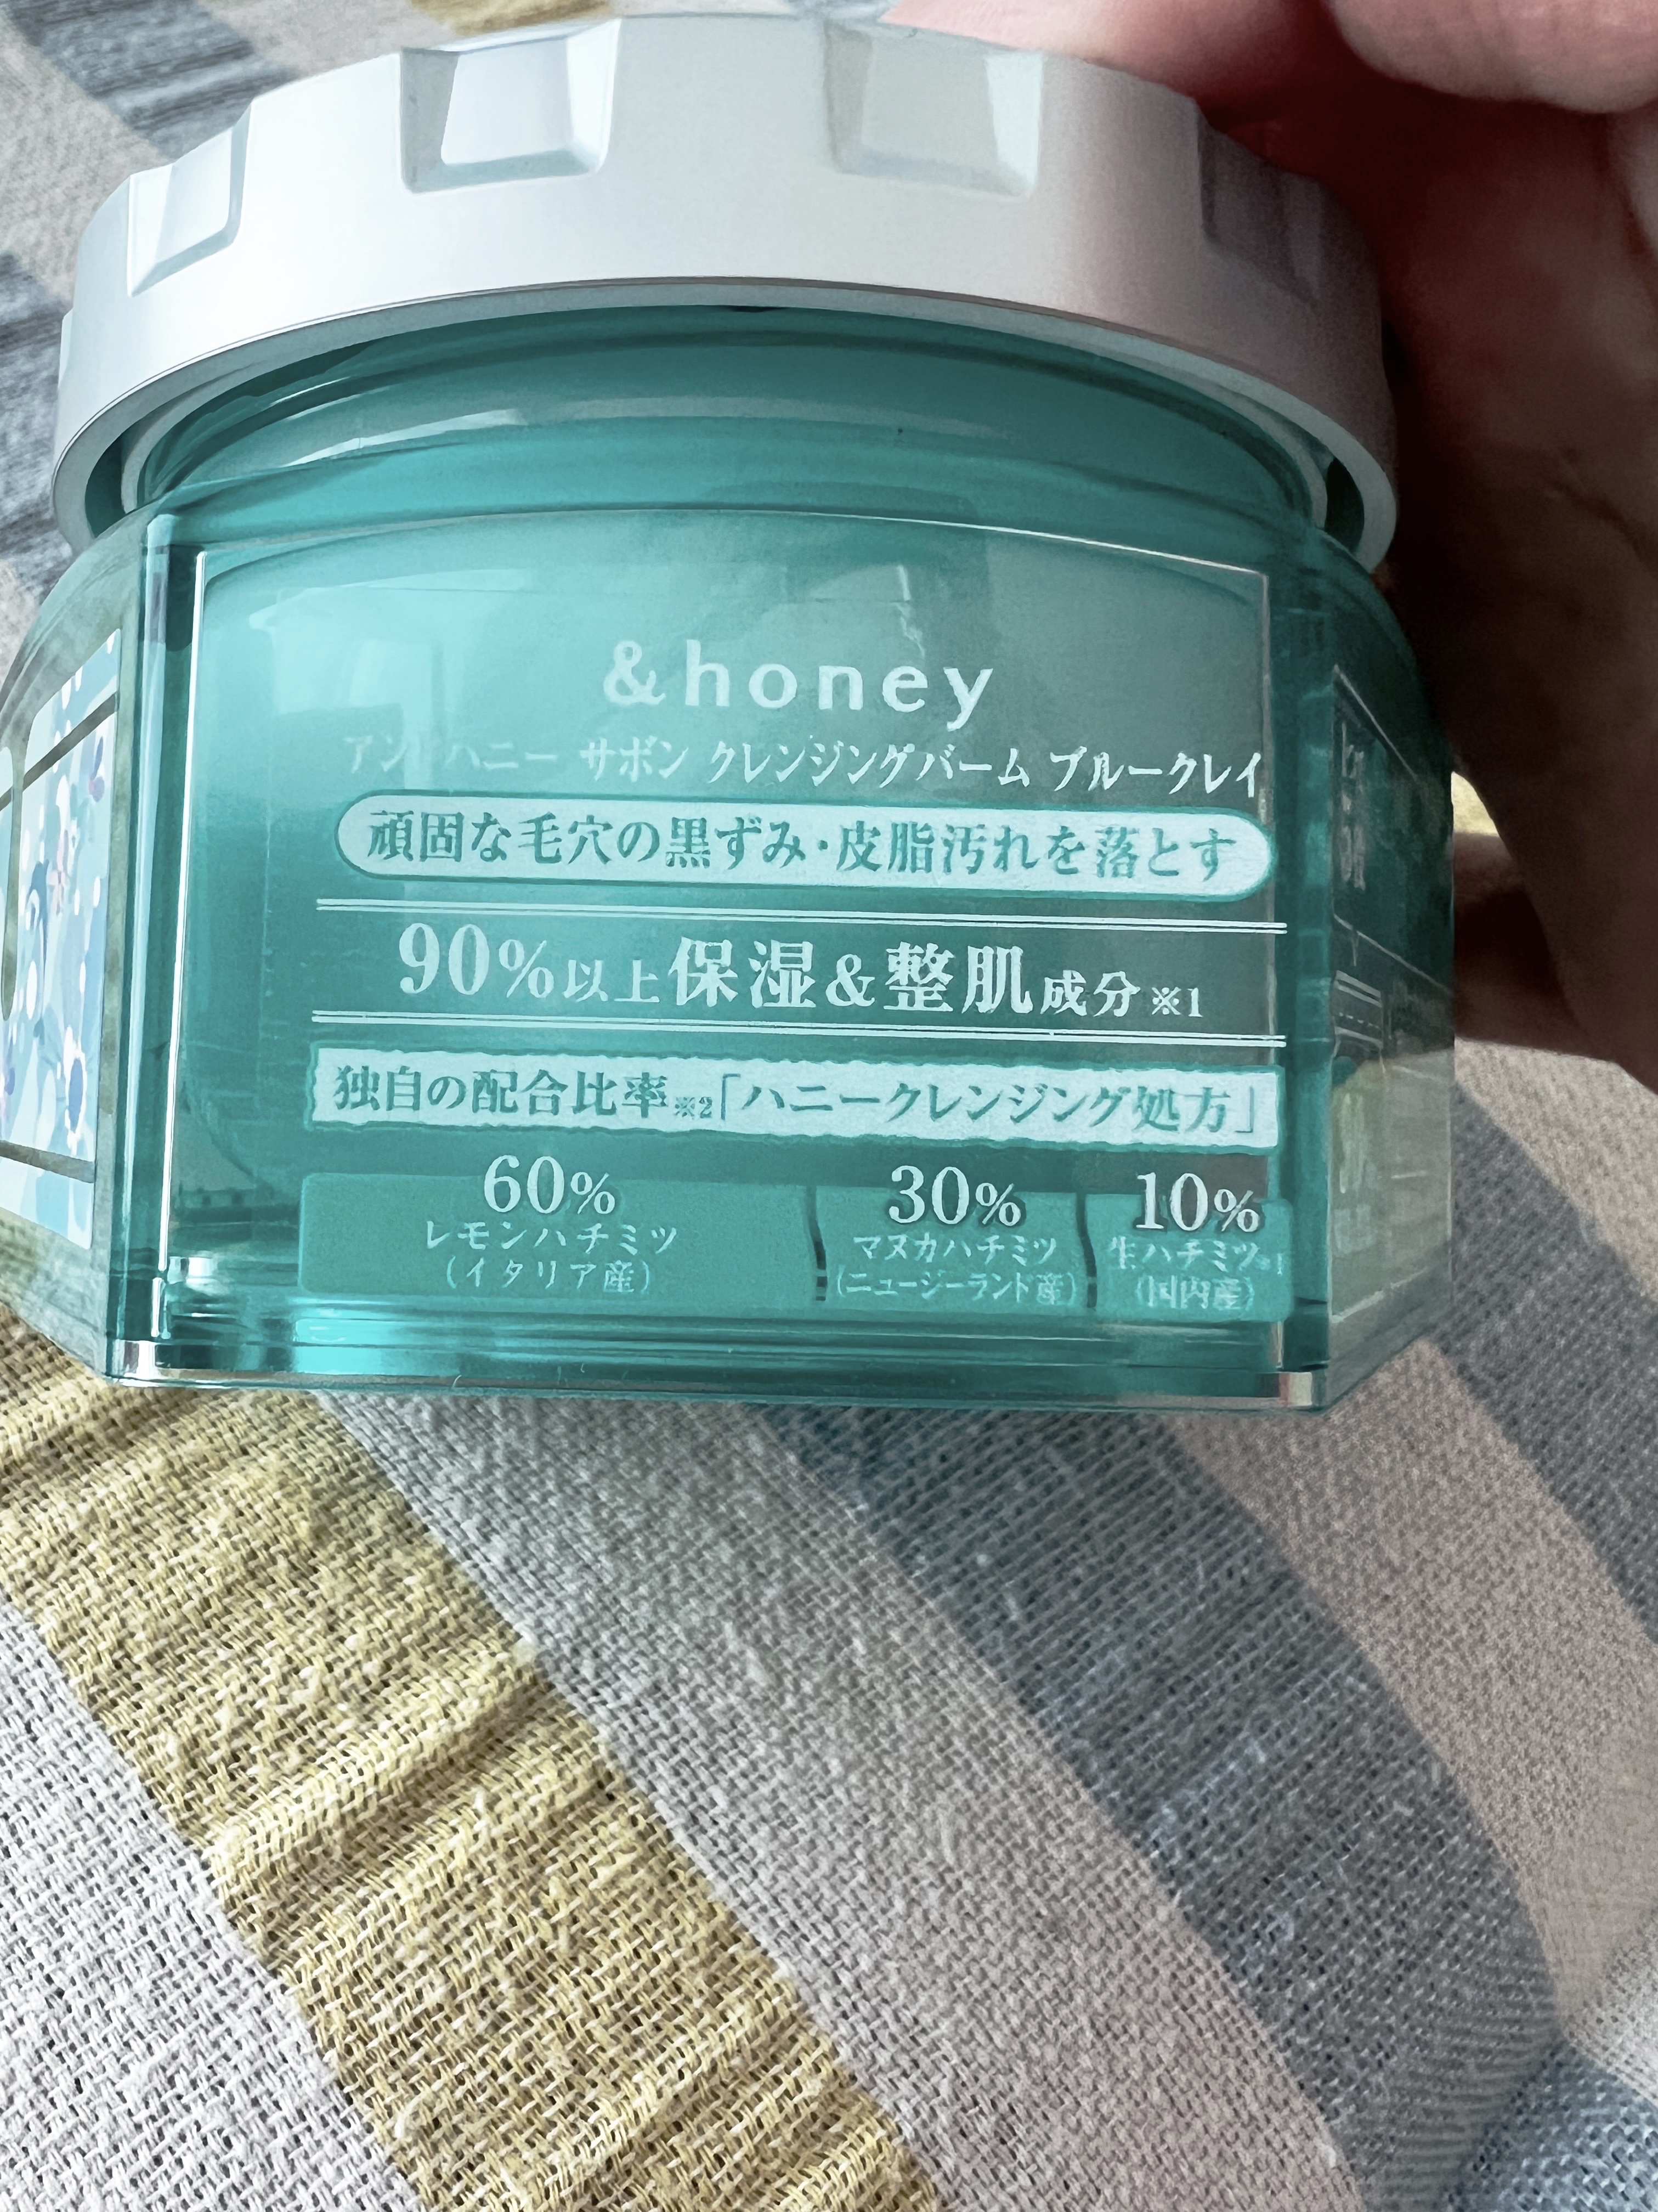 &honey
アンドハニー サボン クレンジングバーム ブルークレイ
頑固な毛穴の黒ずみ・皮脂汚れを落とす
90%以上保湿&整肌成分※1
独自の配合比率※2「ハニークレンジング処方」
60% 30% 10%
レモンハチミツ マヌカハチミツ 生ハチミツ※1
(イタリア産) (ニュージーランド産) (国内産)